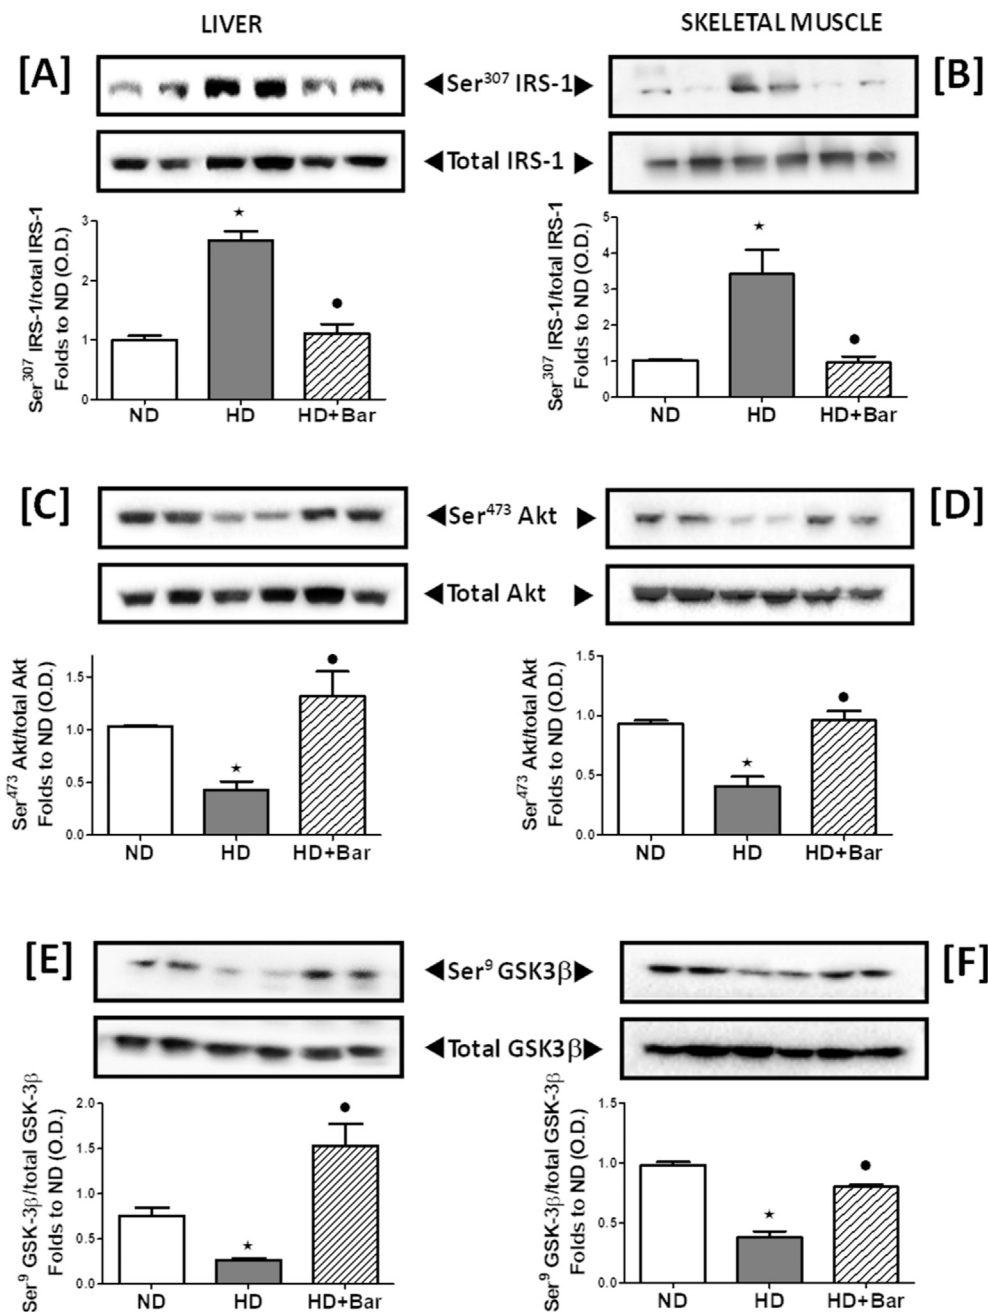 LIVER
SKELETAL MUSCLE
[A]
[B]
◄Ser³⁰⁷ IRS-1►
◄Total IRS-1 ►
Ser³⁰⁷ IRS-1/total IRS-1
Folds to ND (O.D.)
3
2
1
0
ND HD HD+Bar
Ser³⁰⁷ IRS-1/total IRS-1
Folds to ND (O.D.)
5
4
3
2
1
0
ND HD HD+Bar
[C]
[D]
◄Ser⁴⁷³ Akt ►
◄Total Akt ►
Ser⁴⁷³ Akt/total Akt
Folds to ND (O.D.)
1.5
1.0
0.5
0.0
ND HD HD+Bar
Ser⁴⁷³ Akt/total Akt
Folds to ND (O.D.)
1.5
1.0
0.5
0.0
ND HD HD+Bar
[E]
[F]
◄Ser⁹ GSK3β►
◄Total GSK3β►
Ser⁹ GSK-3β/total GSK-3β
Folds to ND (O.D.)
2.0
1.5
1.0
0.5
0.0
ND HD HD+Bar
Ser⁹ GSK-3β/total GSK-3β
Folds to ND (O.D.)
1.5
1.0
0.5
0.0
ND HD HD+Bar